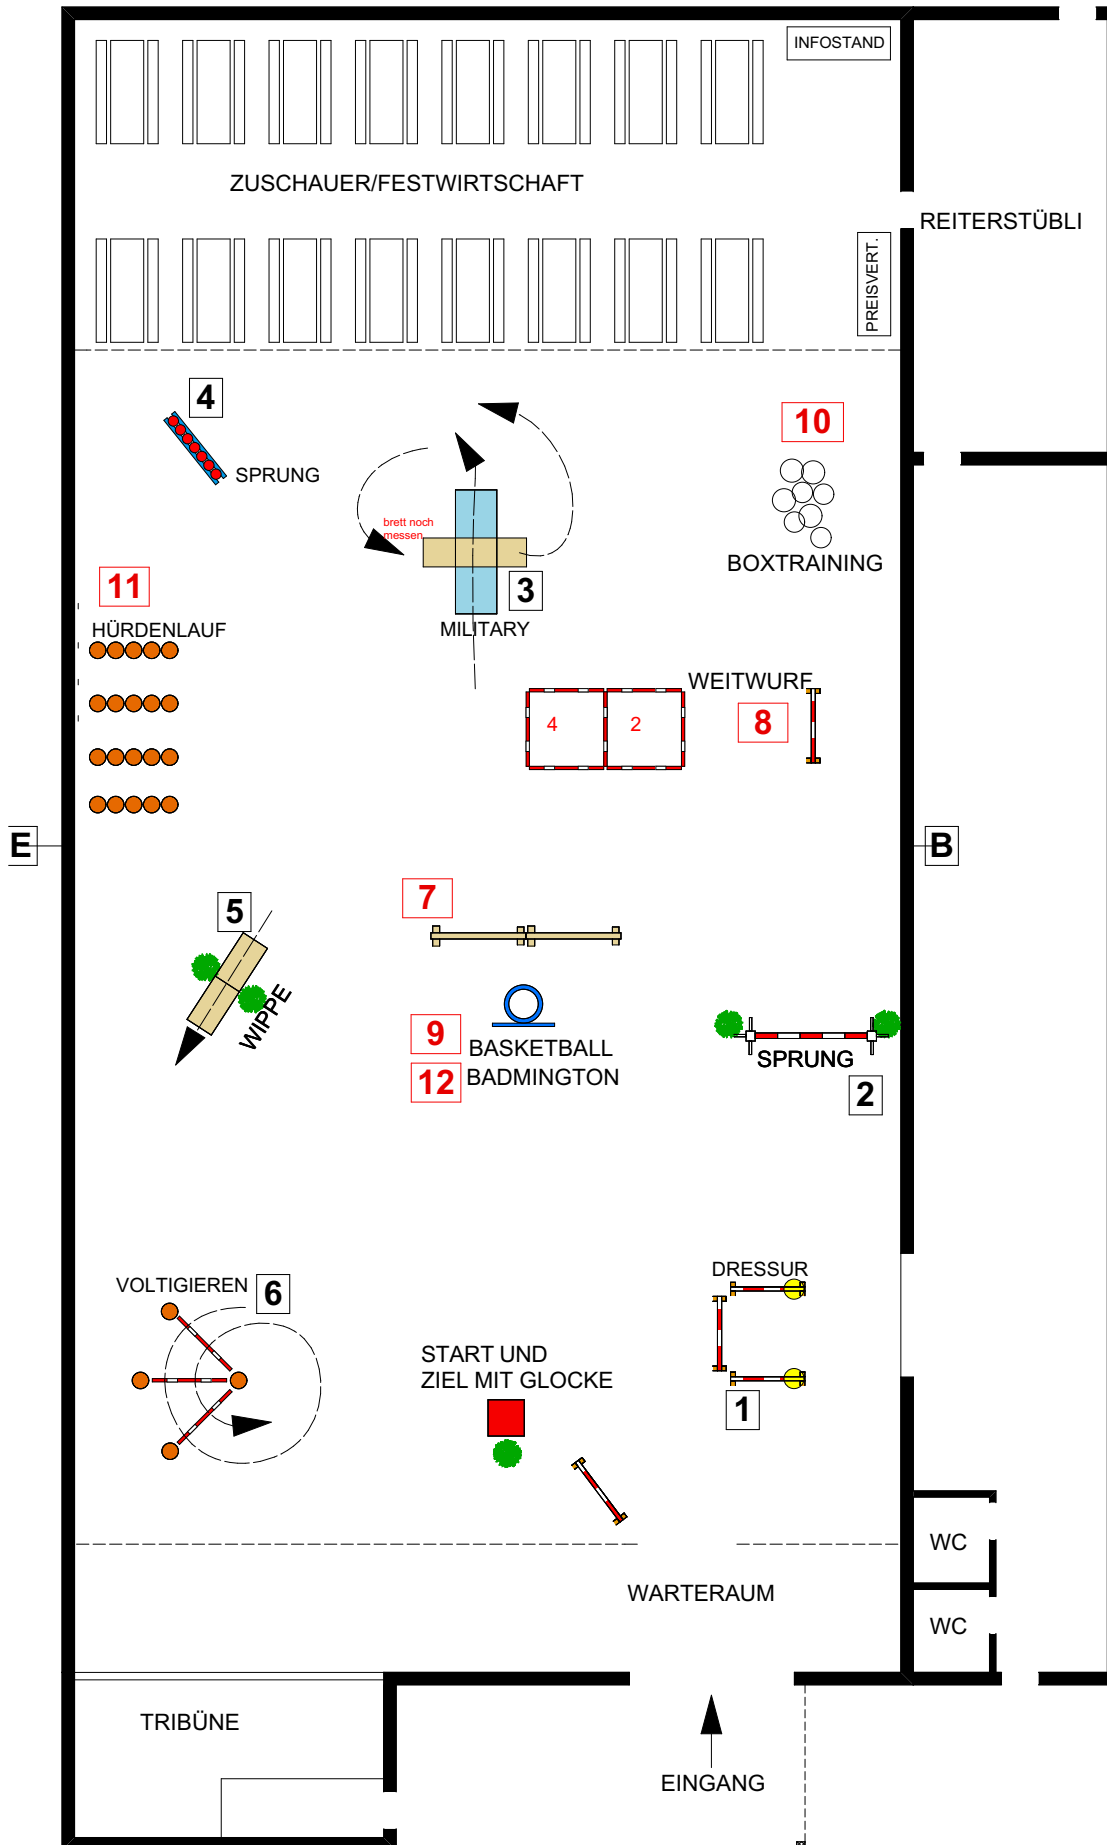 INFOSTAND
ZUSCHAUER/FESTWIRTSCHAFT
REITERSTÜBLI
PREISVERT.
4
SPRUNG
10
brett noch
messen
3
MILITARY
BOXTRAINING
11
HÜRDENLAUF
WEITWURF
4
2
8
E
B
5
WIPPE
7
9
BASKETBALL
12
BADMINGTON
SPRUNG
2
DRESSUR
VOLTIGIEREN
6
START UND
ZIEL MIT GLOCKE
1
WC
WARTERAUM
WC
TRIBÜNE
EINGANG